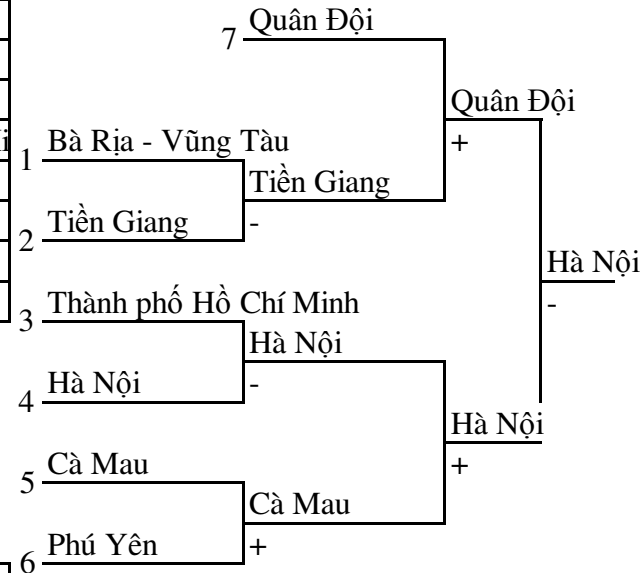 Quân Đội
7
Quân Đội
+
Bà Rịa - Vũng Tàu
1
Tiền Giang
-
Tiền Giang
2
Hà Nội
-
Thành phố Hồ Chí Minh
3
Hà Nội
-
Hà Nội
4
Hà Nội
+
Cà Mau
5
Cà Mau
+
Phú Yên
6